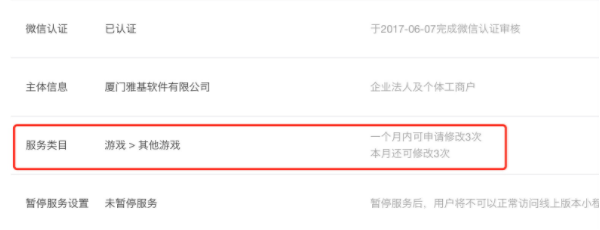 微信认证 已认证 于2017-06-07完成微信认证审核
主体信息 厦门雅基软件有限公司 企业法人及个体工商户
服务类目 游戏 > 其他游戏 一个月内可申请修改3次
本月还可修改3次
暂停服务设置 未暂停服务 暂停服务后，用户将不可以正常访问线上版本小